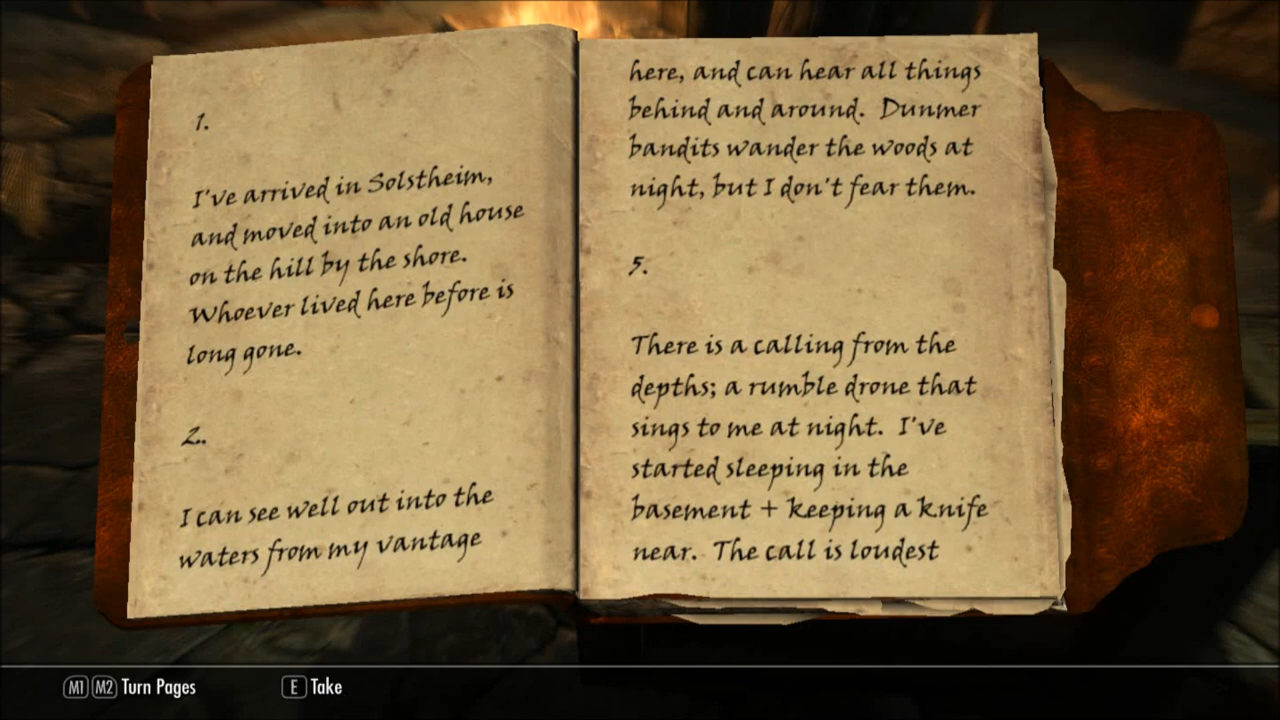 1.
I've arrived in Solstheim,
and moved into an old house
on the hill by the shore.
Whoever lived here before is
long gone.
2.
I can see well out into the
waters from my vantage
here, and can hear all things
behind and around. Dunmer
bandits wander the woods at
night, but I don't fear them.
5.
There is a calling from the
depths; a rumble drone that
sings to me at night. I've
started sleeping in the
basement + keeping a knife
near. The call is loudest
M1 M2 Turn Pages
E Take